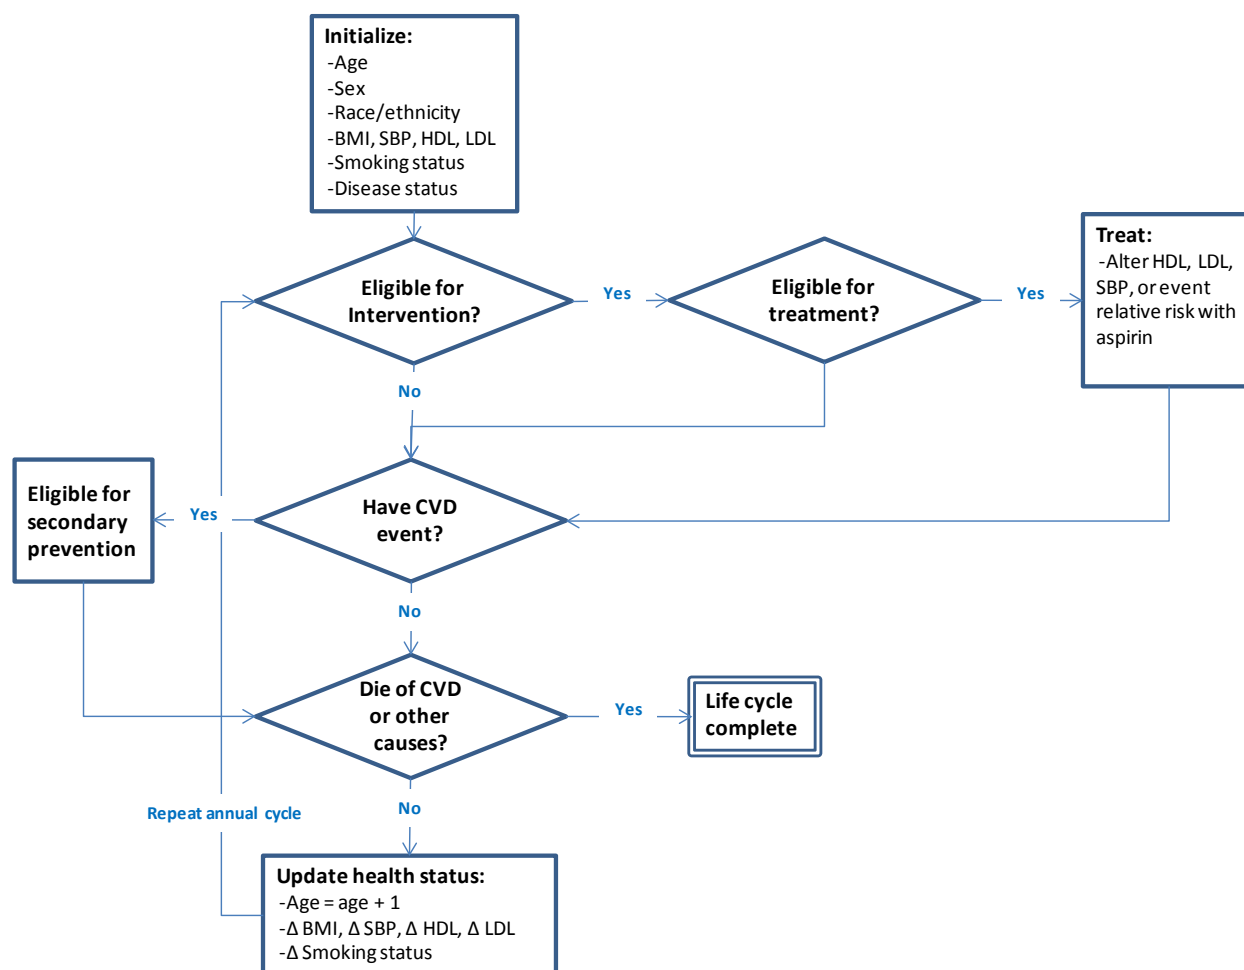 Initialize:
-Age
-Sex
-Race/ethnicity
-BMI, SBP, HDL, LDL
-Smoking status
-Disease status
Eligible for
Intervention?
Yes
Eligible for
treatment?
Yes
Treat:
-Alter HDL, LDL,
SBP, or event
relative risk with
aspirin
No
Have CVD
event?
Yes
Eligible for
secondary
prevention
No
Die of CVD
or other
causes?
Yes
Life cycle
complete
No
Repeat annual cycle
Update health status:
-Age = age + 1
-Δ BMI, Δ SBP, Δ HDL, Δ LDL
-Δ Smoking status